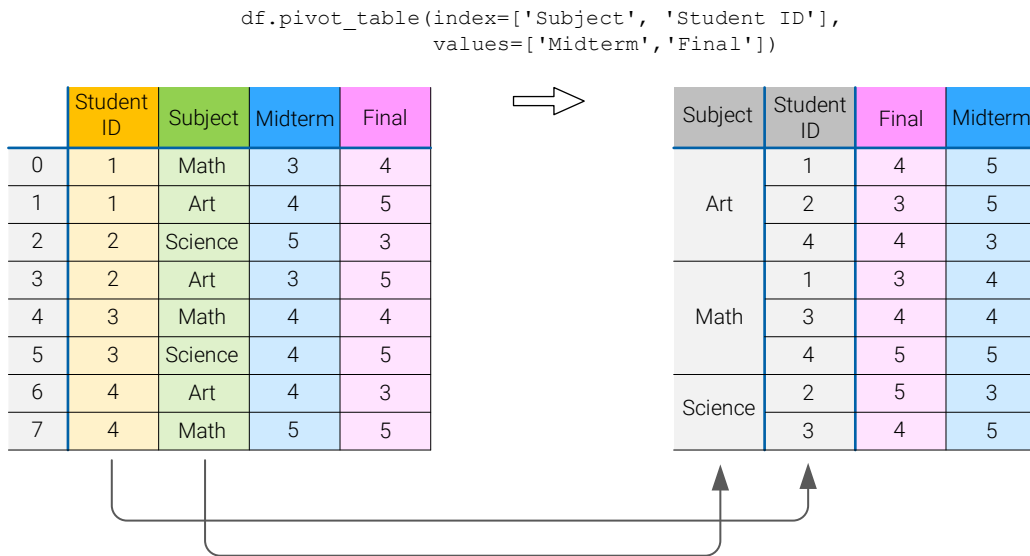 df.pivot_table(index=['Subject', 'Student ID'],
values=['Midterm','Final'])
Student ID Subject Midterm Final
0 1 Math 3 4
1 1 Art 4 5
2 2 Science 5 3
3 2 Art 3 5
4 3 Math 4 4
5 3 Science 4 5
6 4 Art 4 3
7 4 Math 5 5
Subject Student ID Final Midterm
Art 1 4 5
2 3 5
4 4 3
Math 1 3 4
3 4 4
4 5 5
Science 2 5 3
3 4 5